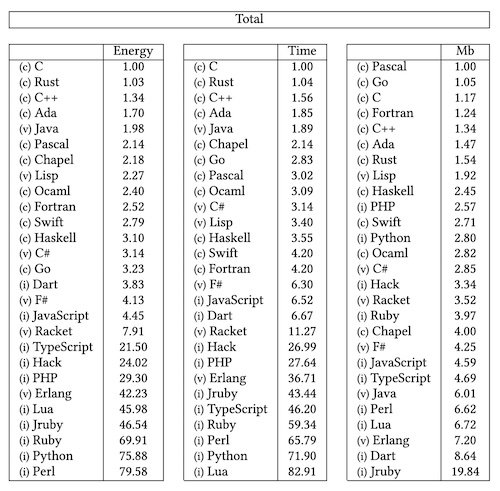 Total
Energy
(c) C 1.00
(c) Rust 1.03
(c) C++ 1.34
(c) Ada 1.70
(v) Java 1.98
(c) Pascal 2.14
(c) Chapel 2.18
(v) Lisp 2.27
(c) Ocaml 2.40
(c) Fortran 2.52
(c) Swift 2.79
(c) Haskell 3.10
(v) C# 3.14
(c) Go 3.23
(i) Dart 3.83
(v) F# 4.13
(i) JavaScript 4.45
(v) Racket 7.91
(i) TypeScript 21.50
(i) Hack 24.02
(i) PHP 29.30
(v) Erlang 42.23
(i) Lua 45.98
(i) Jruby 46.54
(i) Ruby 69.91
(i) Python 75.88
(i) Perl 79.58
Time
(c) C 1.00
(c) Rust 1.04
(c) C++ 1.56
(c) Ada 1.85
(v) Java 1.89
(c) Chapel 2.14
(c) Go 2.83
(c) Pascal 3.02
(c) Ocaml 3.09
(v) C# 3.14
(v) Lisp 3.40
(c) Haskell 3.55
(c) Swift 4.20
(c) Fortran 4.20
(v) F# 6.30
(i) JavaScript 6.52
(i) Dart 6.67
(v) Racket 11.27
(i) Hack 26.99
(i) PHP 27.64
(v) Erlang 36.71
(i) Jruby 43.44
(i) TypeScript 46.20
(i) Ruby 59.34
(i) Perl 65.79
(i) Python 71.90
(i) Lua 82.91
Mb
(c) Pascal 1.00
(c) Go 1.05
(c) C 1.17
(c) Fortran 1.24
(c) C++ 1.34
(c) Ada 1.47
(c) Rust 1.54
(v) Lisp 1.92
(c) Haskell 2.45
(i) PHP 2.57
(c) Swift 2.71
(i) Python 2.80
(c) Ocaml 2.82
(v) C# 2.85
(i) Hack 3.34
(v) Racket 3.52
(i) Ruby 3.97
(c) Chapel 4.00
(v) F# 4.25
(i) JavaScript 4.59
(i) TypeScript 4.69
(v) Java 6.01
(i) Perl 6.62
(i) Lua 6.72
(v) Erlang 7.20
(i) Dart 8.64
(i) Jruby 19.84